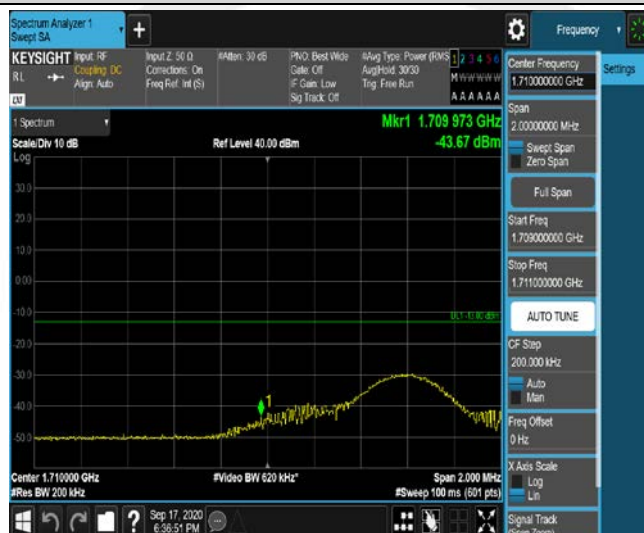 Spectrum Analyzer 1
Swept SA
Frequency
KEYSIGHT
RL
Input: RF
Coupling: DC
Align: Auto
Input Z: 50 Ω
Corrections: On
Freq Ref: Int (S)
#Atten: 30 dB
PNO: Best Wide
Gate: Off
IF Gain: Low
Sig Track: Off
#Avg Type: Power (RMS
Avg|Hold: 30/30
Trig: Free Run
1 2 3 4 5 6
M W W W W W
A A A A A A
1 Spectrum
Scale/Div 10 dB
Ref Level 40.00 dBm
Mkr1 1.709 973 GHz
-43.67 dBm
Log
30.0
20.0
10.0
0.00
-10.0
DL1 -13.00 dBm
-20.0
-30.0
-40.0
-50.0
1
Center 1.710000 GHz
#Res BW 200 kHz
#Video BW 620 kHz*
Span 2.000 MHz
#Sweep 100 ms (601 pts)
Sep 17, 2020
6:36:51 PM
Center Frequency
1.710000000 GHz
Span
2.00000000 MHz
Swept Span
Zero Span
Full Span
Start Freq
1.709000000 GHz
Stop Freq
1.711000000 GHz
AUTO TUNE
CF Step
200.000 kHz
Auto
Man
Freq Offset
0 Hz
X Axis Scale
Log
Lin
Signal Track
(Span Zoom)
Settings